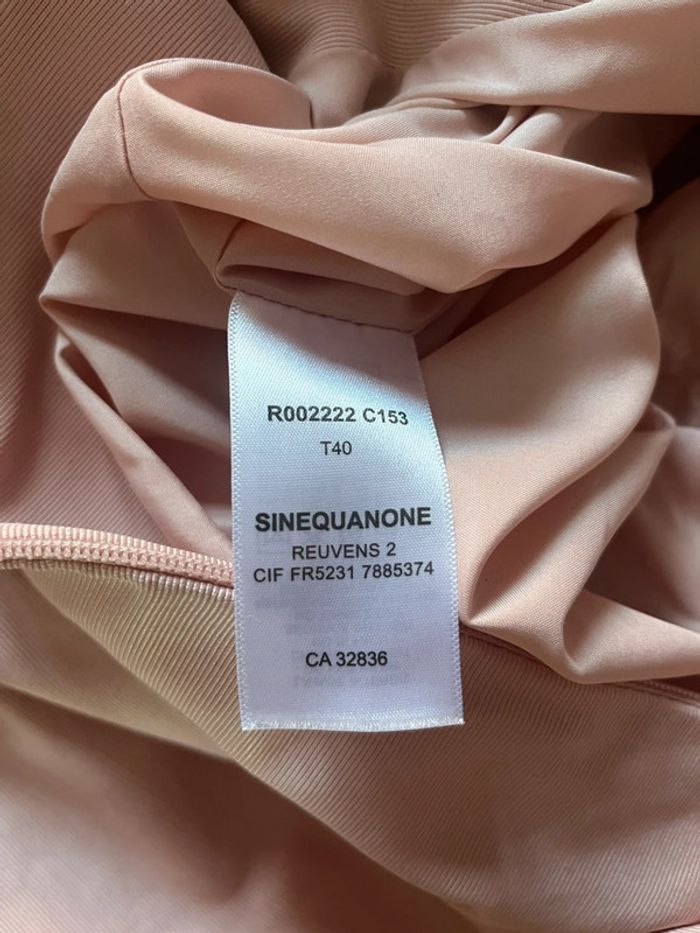 R002222 C153
T40
SINEQUANONE
REUVENS 2
CIF FR5231 7885374
CA 32836